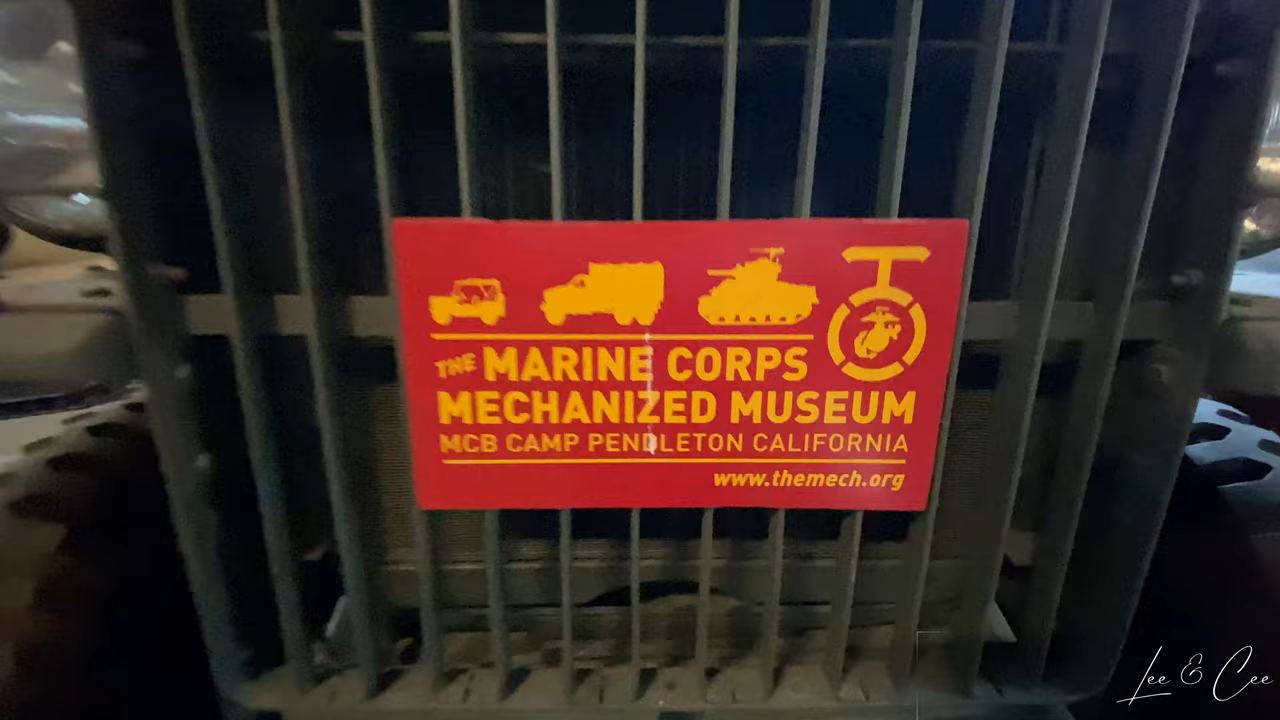 THE MARINE CORPS
MECHANIZED MUSEUM
MCB CAMP PENDLETON CALIFORNIA
www.themech.org
Lee & Cee